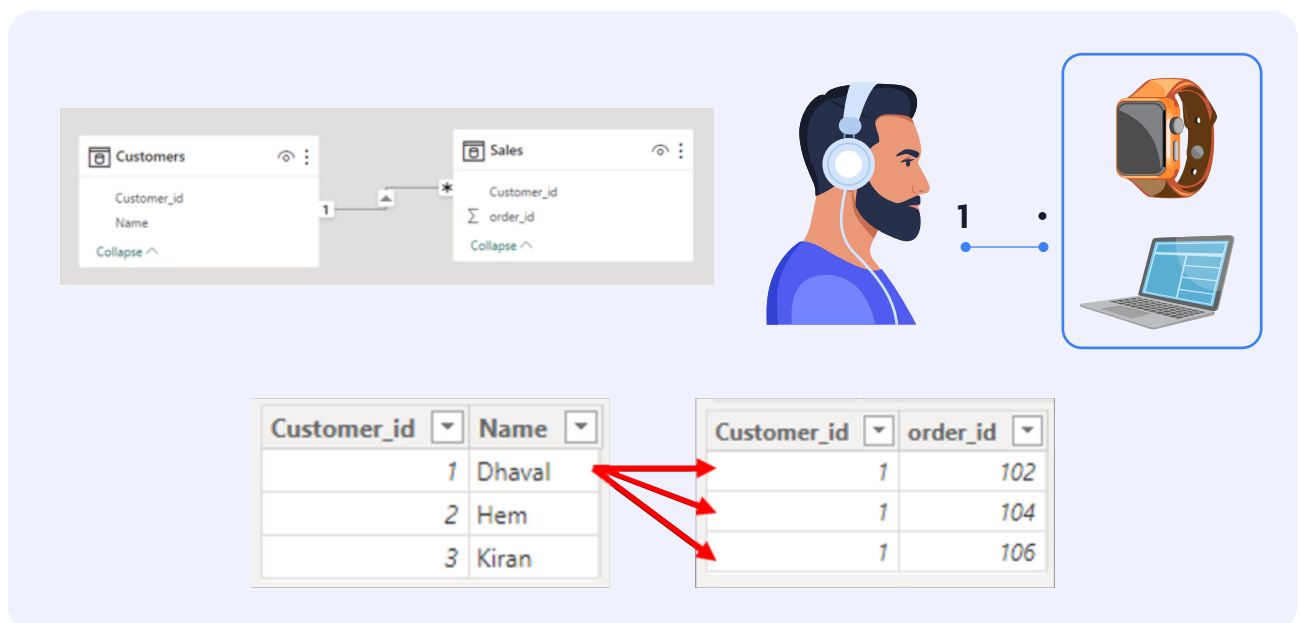 Customers
Customer_id
Name
Collapse
1
*
Sales
Customer_id
Σ order_id
Collapse
1 •
Customer_id Name
1 Dhaval
2 Hem
3 Kiran
Customer_id order_id
1 102
1 104
1 106